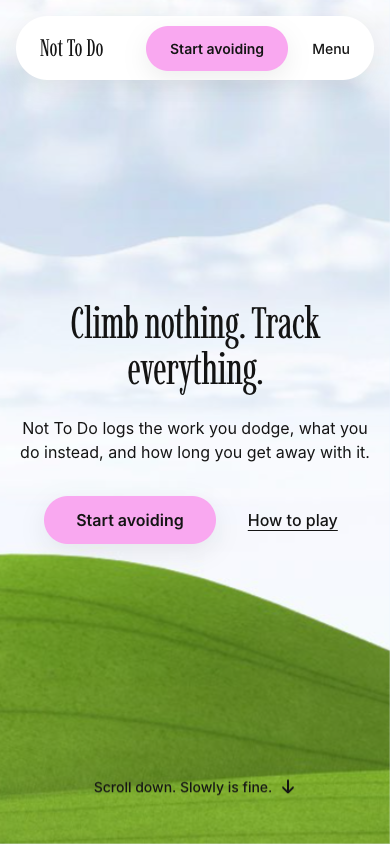 Not To Do
Start avoiding
Menu
Climb nothing. Track
everything.
Not To Do logs the work you dodge, what you
do instead, and how long you get away with it.
Start avoiding
How to play
Scroll down. Slowly is fine.